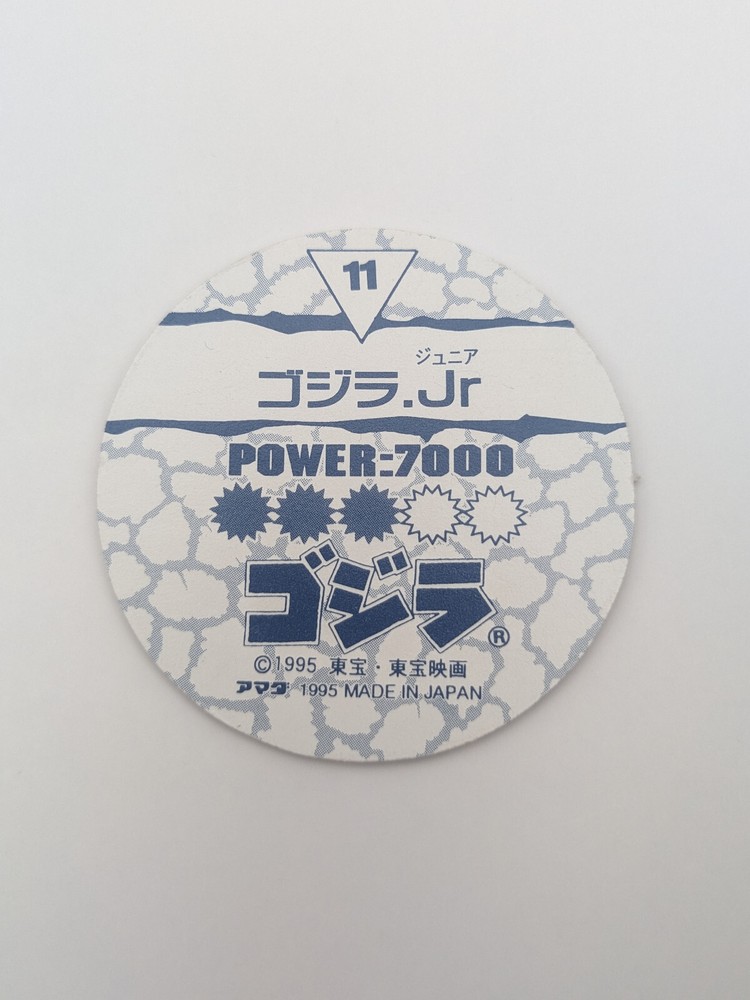 11
ジュニア
ゴジラ.Jr
POWER:7000
ゴジラ®
©1995 東宝・東宝映画
アマダ 1995 MADE IN JAPAN